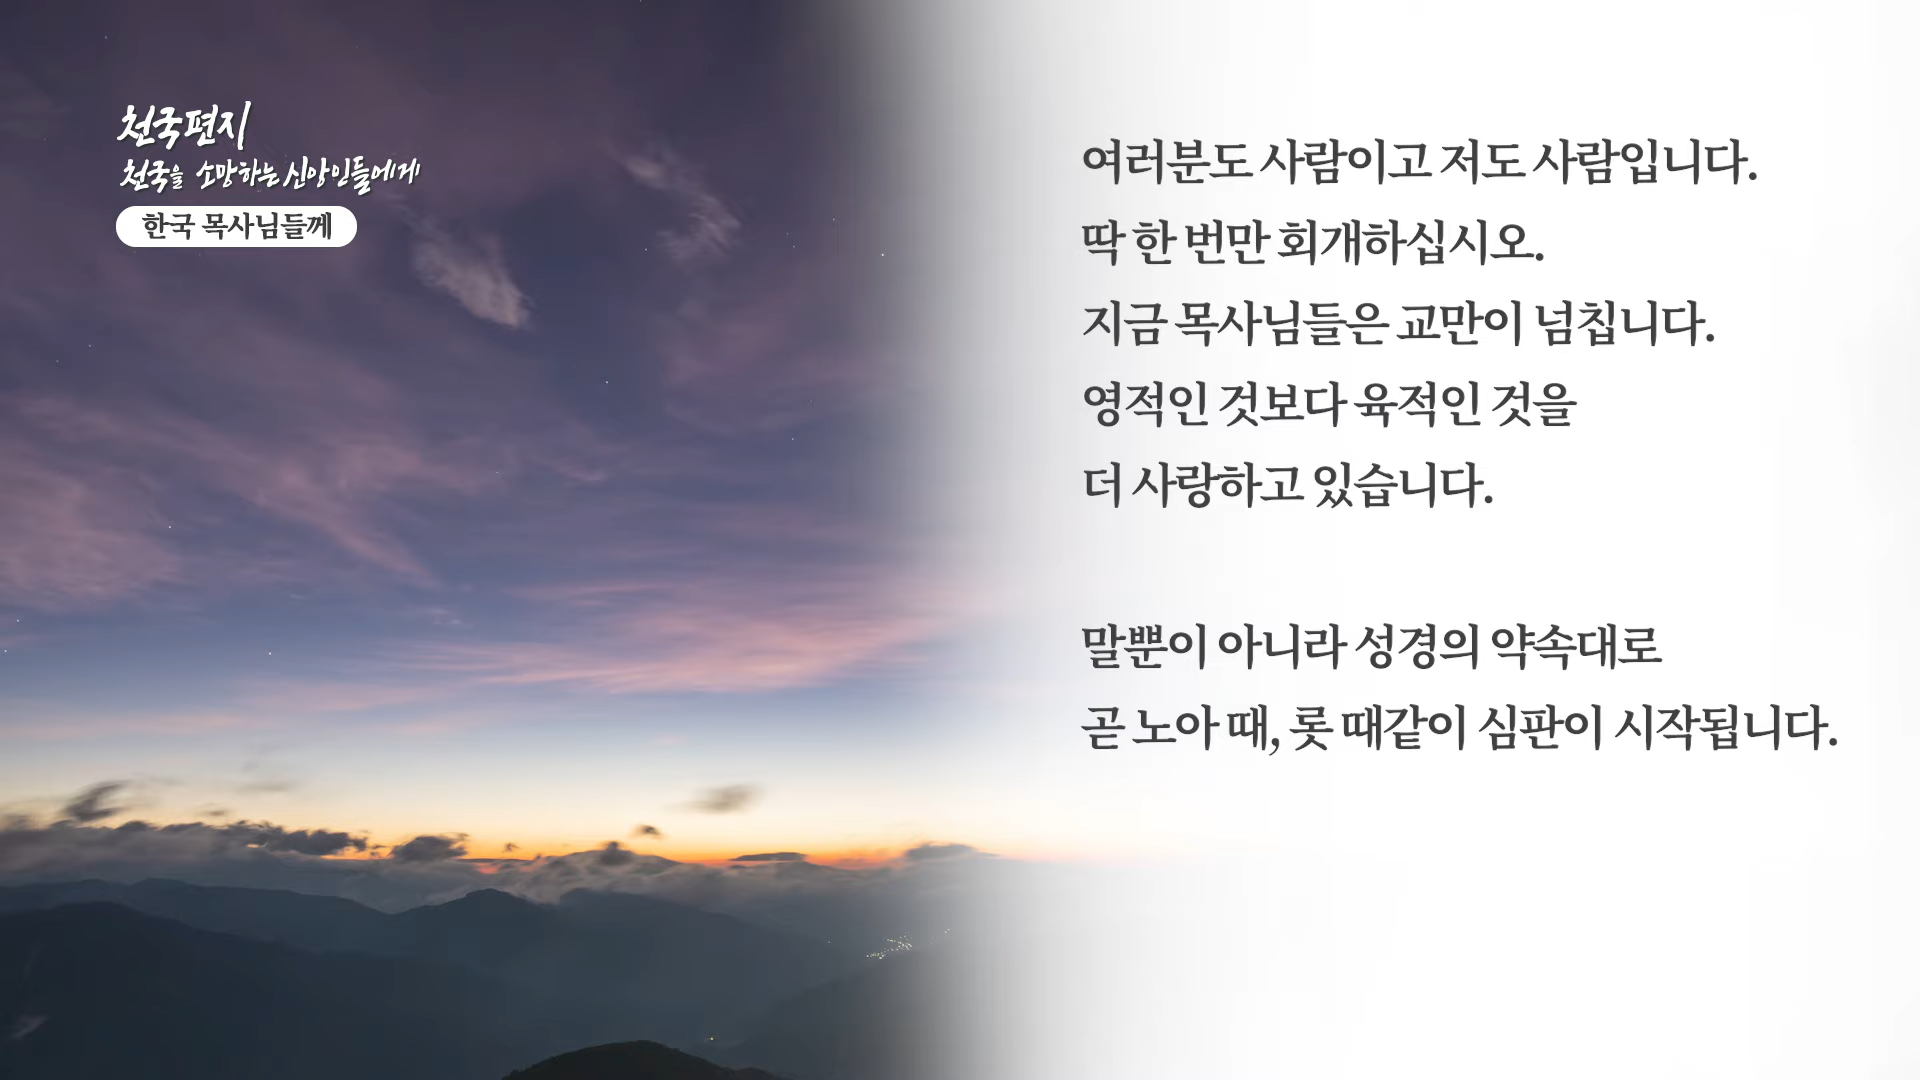 천국편지
천국을 소망하는 신앙인들에게
한국 목사님들께
여러분도 사람이고 저도 사람입니다.
딱 한 번만 회개하십시오.
지금 목사님들은 교만이 넘칩니다.
영적인 것보다 육적인 것을
더 사랑하고 있습니다.
말뿐이 아니라 성경의 약속대로
곧 노아 때, 롯 때같이 심판이 시작됩니다.